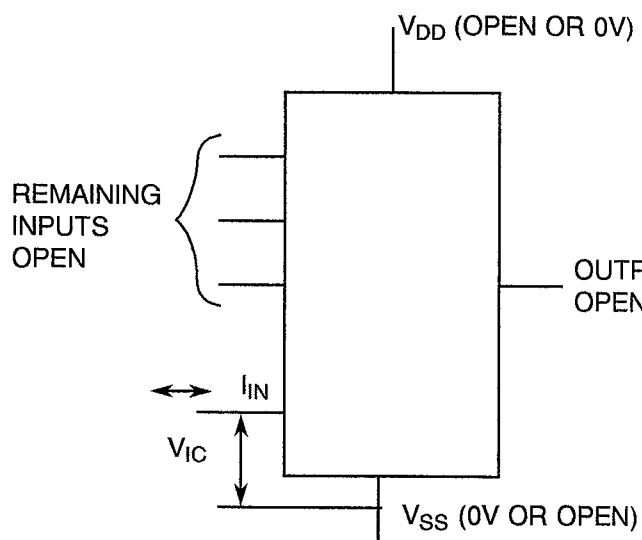 V_DD (OPEN OR 0V)
REMAINING
INPUTS
OPEN
OUTP
OPEN
I_IN
V_IC
V_SS (0V OR OPEN)